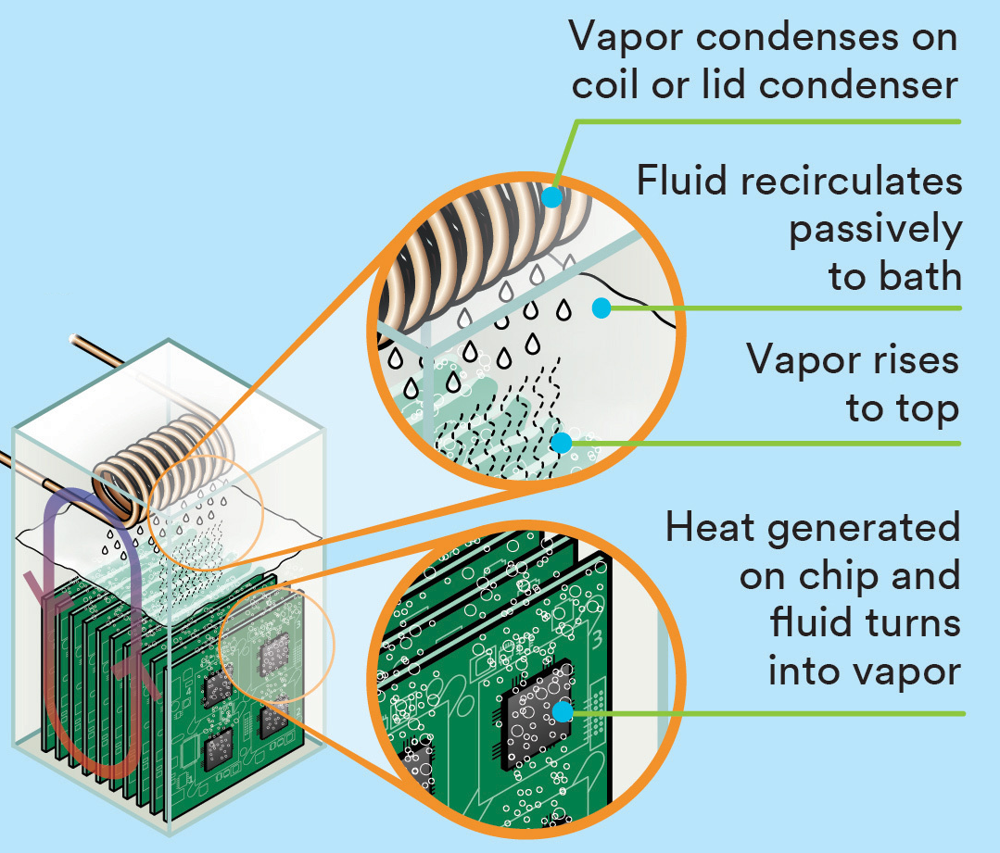 Vapor condenses on
coil or lid condenser
Fluid recirculates
passively
to bath
Vapor rises
to top
Heat generated
on chip and
fluid turns
into vapor
3